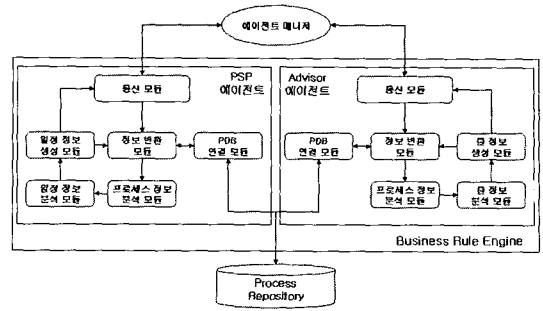 에이전트 매니저
PSP
에이전트
Advisor
에이전트
통신 모듈
통신 모듈
일정 정보
생성 모듈
정보 변환
모듈
PDB
연결 모듈
PDB
연결 모듈
정보 변환
모듈
룰 정보
생성 모듈
일정 정보
분석 모듈
프로세스 정보
분석 모듈
프로세스 정보
분석 모듈
룰 정보
분석 모듈
Business Rule Engine
Process
Repository